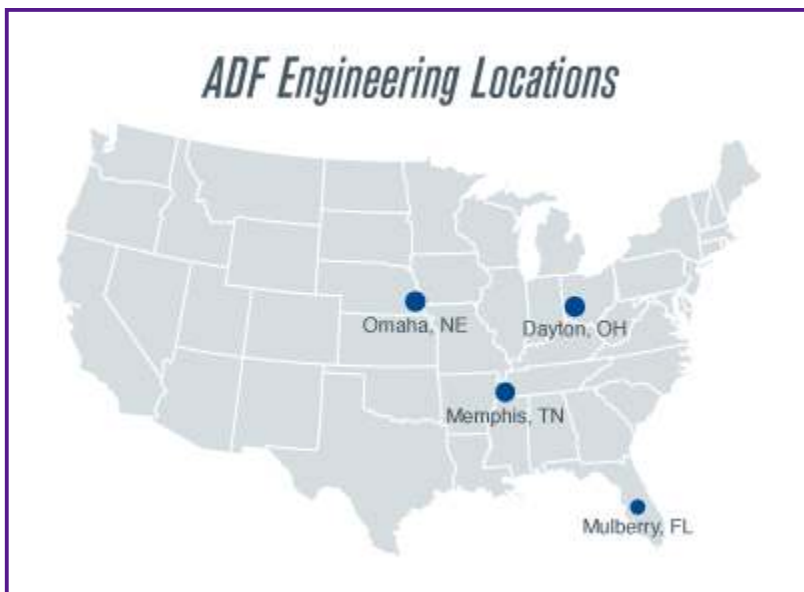 ADF Engineering Locations
Omaha, NE
Dayton, OH
Memphis, TN
Mulberry, FL